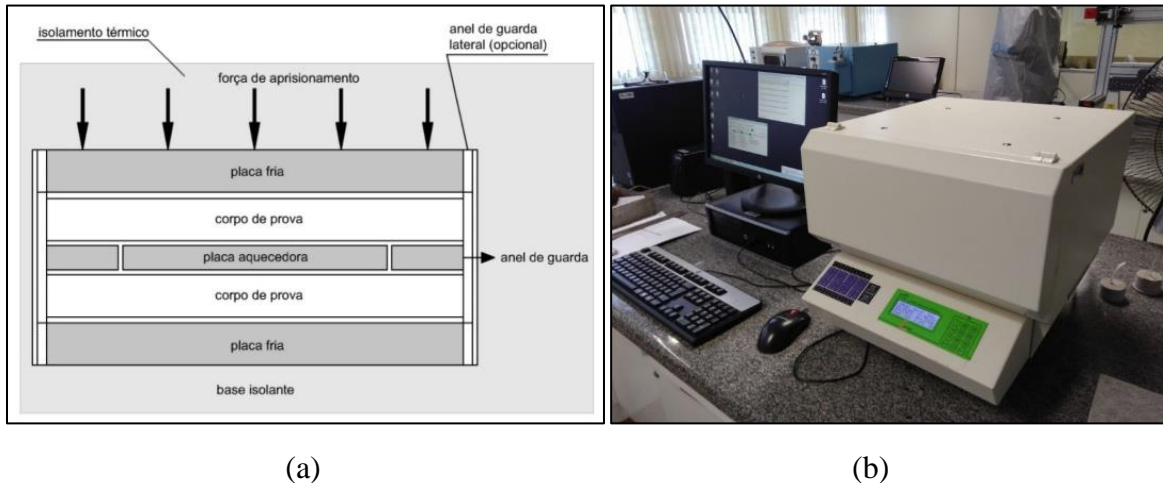 isolamento térmico
anel de guarda
lateral (opcional)
força de aprisionamento
placa fria
corpo de prova
placa aquecedora
anel de guarda
corpo de prova
placa fria
base isolante
(a)
(b)